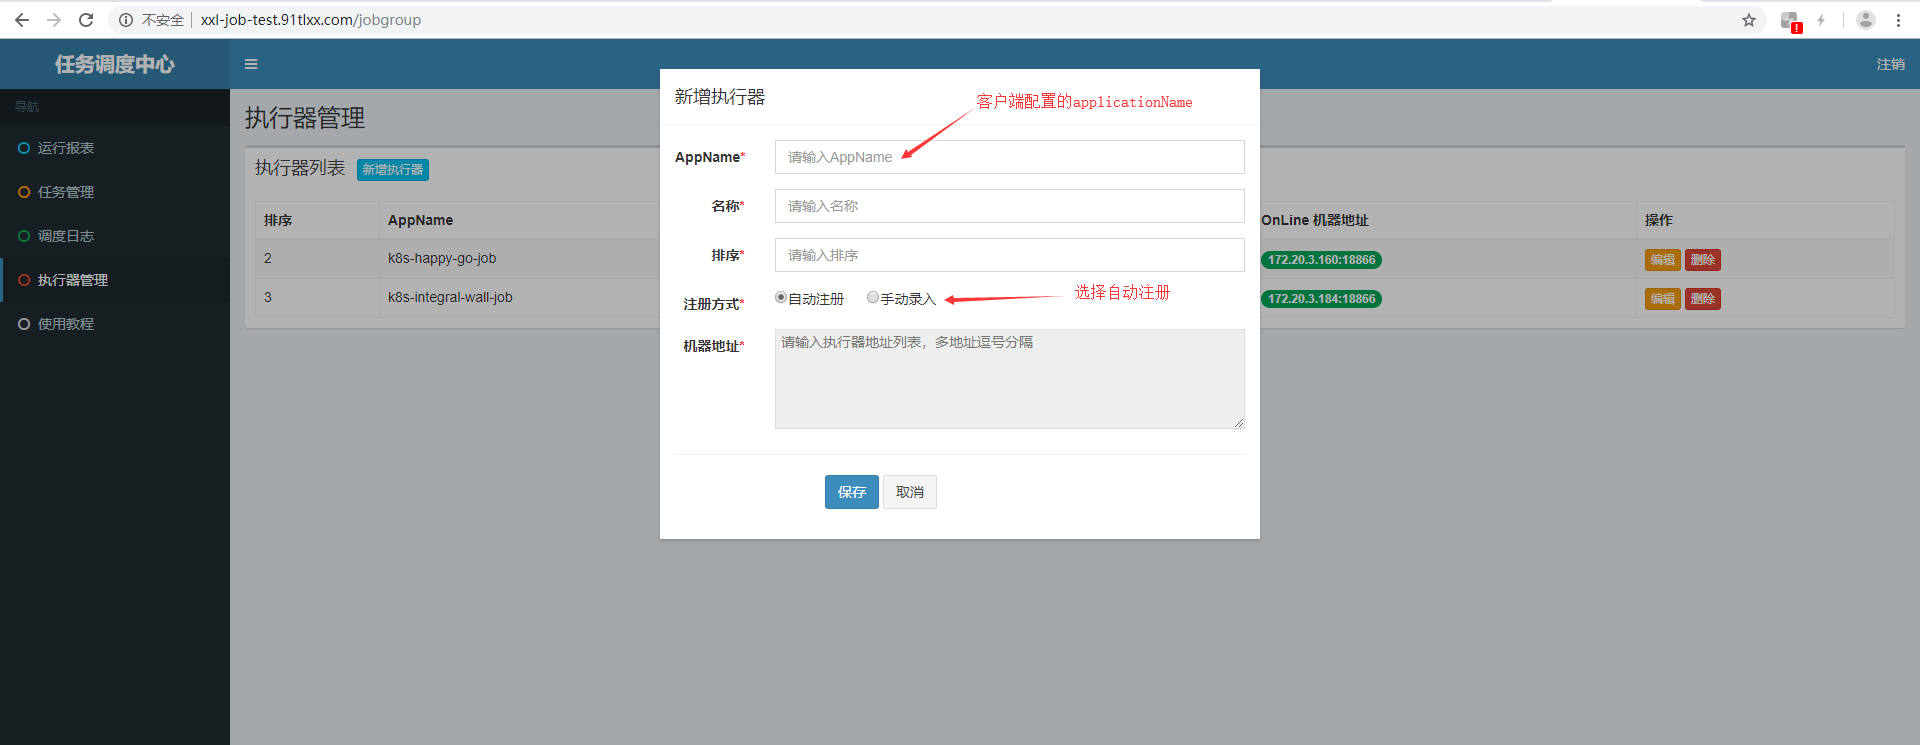 不安全 xxl-job-test.91tlxx.com/jobgroup
任务调度中心
注销
导航
运行报表
任务管理
调度日志
执行器管理
使用教程
执行器管理
执行器列表 新增执行器
排序 AppName OnLine 机器地址 操作
2 k8s-happy-go-job 172.20.3.160:18866 编辑 删除
3 k8s-integral-wall-job 172.20.3.184:18866 编辑 删除
新增执行器
客户端配置的applicationName
AppName* 请输入AppName
名称* 请输入名称
排序* 请输入排序
注册方式* 自动注册 手动录入 选择自动注册
机器地址* 请输入执行器地址列表，多地址逗号分隔
保存 取消